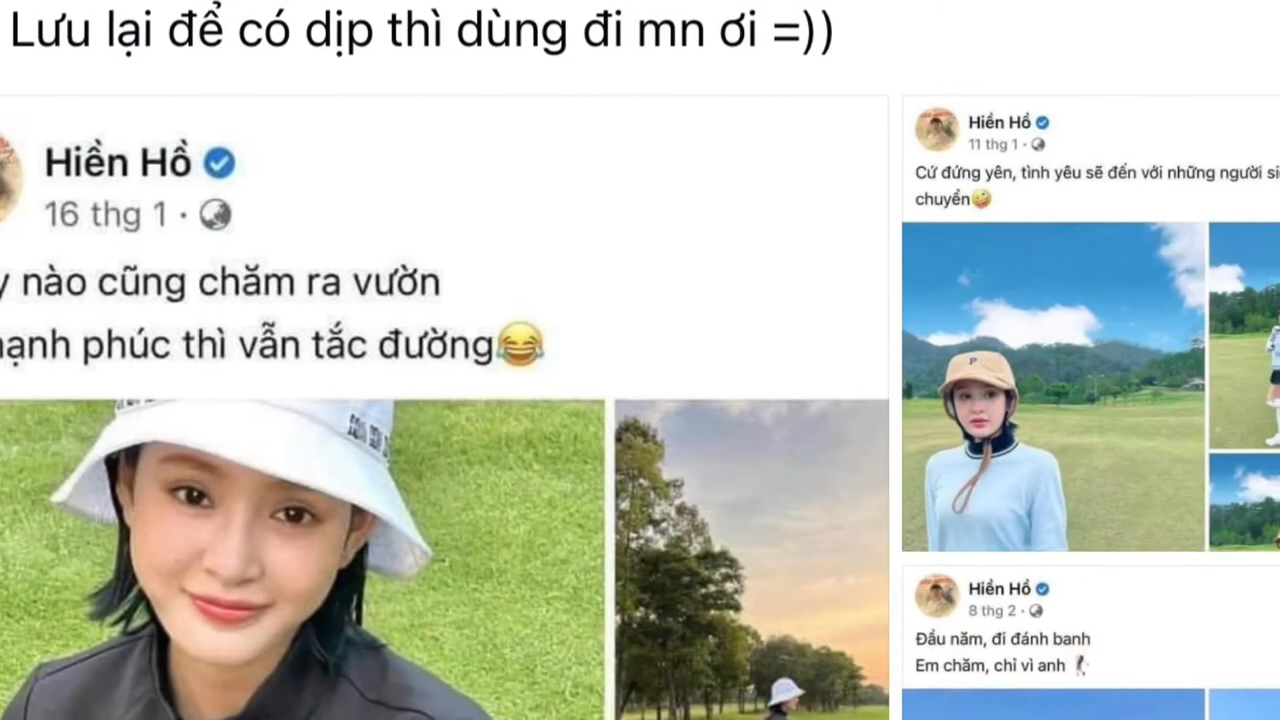 Lưu lại để có dịp thì dùng đi mn ơi =))
Hiền Hồ
16 thg 1 ·
nào cũng chăm ra vườn
phúc thì vẫn tắc đường😂
Hiền Hồ
11 thg 1 ·
Cứ đứng yên, tình yêu sẽ đến với những người
chuyển🤪
P
Hiền Hồ
8 thg 2 ·
Đầu năm, đi đánh banh
Em chăm, chỉ vì anh